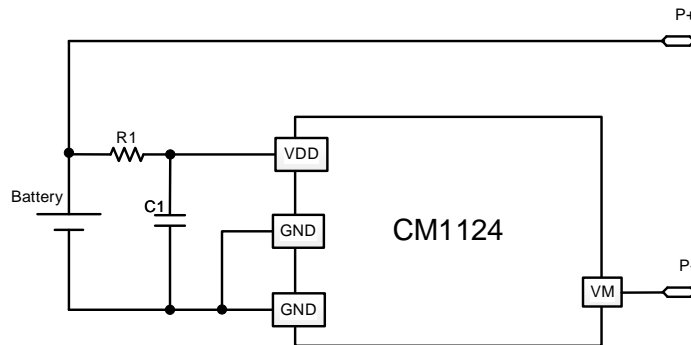 P+
R1
VDD
Battery
C1
GND
CM1124
P-
GND
VM